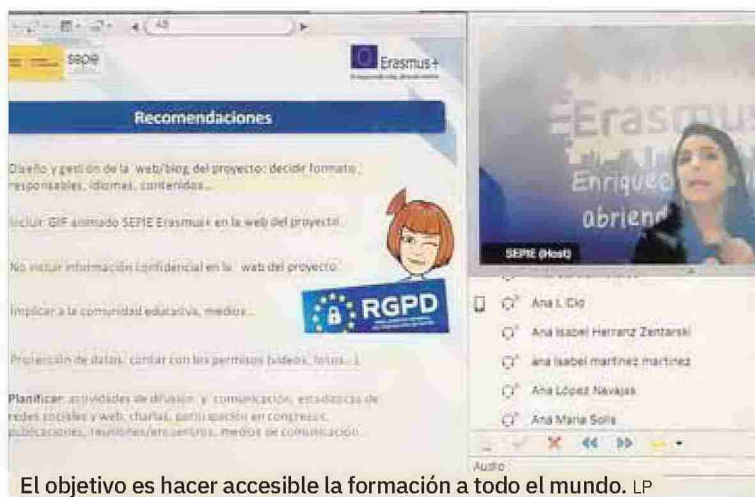 48
sepie
Erasmus+
Recomendaciones
Diseño y gestión de la web/blog del proyecto: decidir formato,
responsables, idiomas, contenidos...
Incluir GIF animado SEPIE Erasmus+ en la web del proyecto.
No incluir información confidencial en la web del proyecto.
Implicar a la comunidad educativa, medios...
RGPD
Protección de datos: contar con los permisos (vídeos, fotos...)
Planificar: actividades de difusión y comunicación, estadísticas de
redes sociales y web, charlas, participación en congresos,
publicaciones, reuniones/encuentros, medios de comunicación...
Erasmus
Enriquec
abriend
SEPIE (Host)
Ana I. Cid
Ana Isabel Herranz Zentarski
ana isabel martinez martinez
Ana López Navajas
Ana Maria Solis
Audio
El objetivo es hacer accesible la formación a todo el mundo. LP